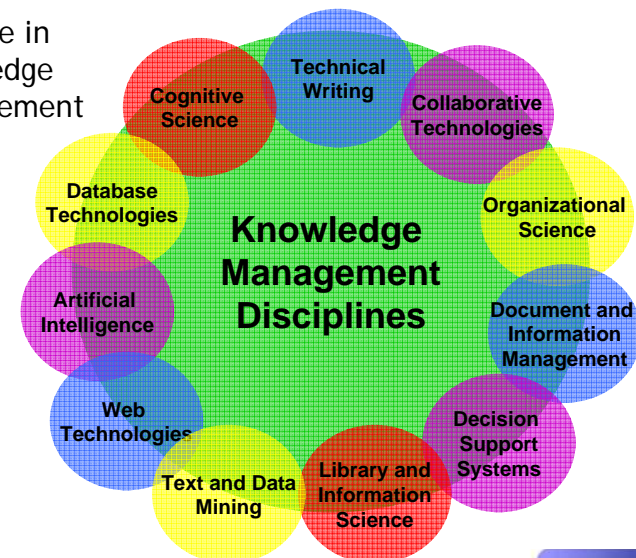 e in
edge
ement
Technical
Writing
Collaborative
Technologies
Organizational
Science
Document and
Information
Management
Decision
Support
Systems
Library and
Information
Science
Text and Data
Mining
Web
Technologies
Artificial
Intelligence
Database
Technologies
Cognitive
Science
Knowledge
Management
Disciplines